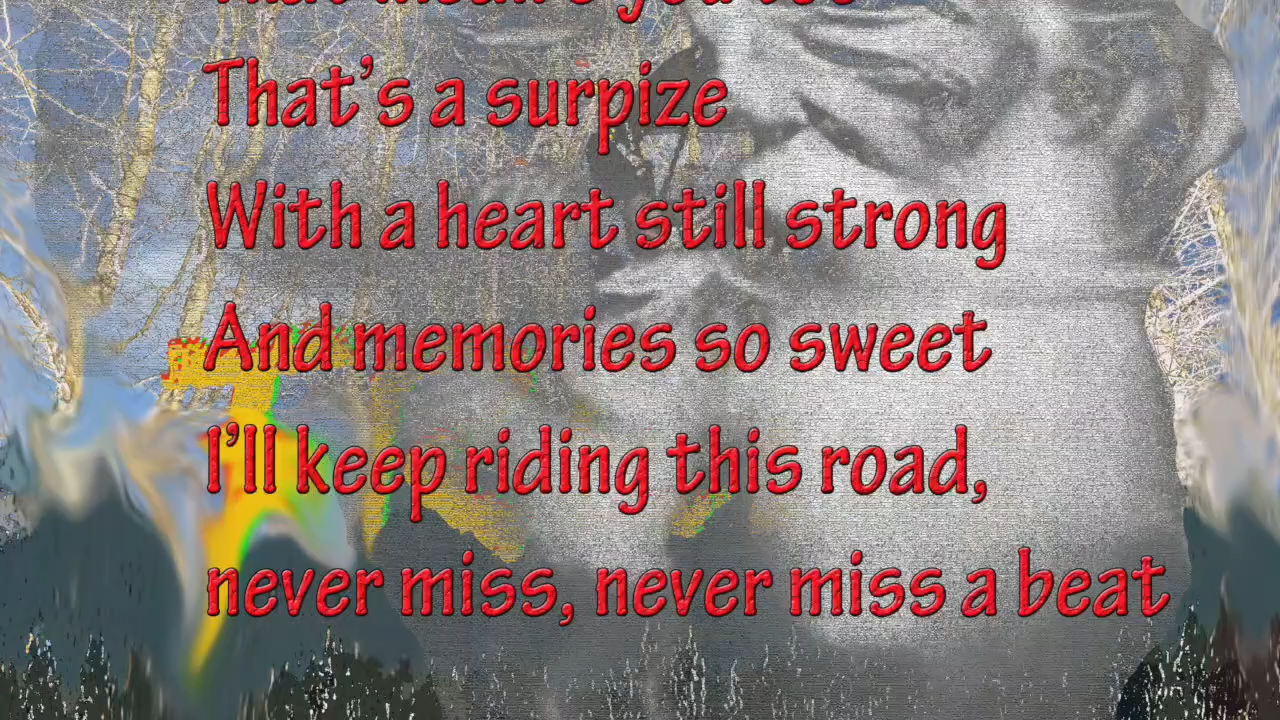 That's a surpize
With a heart still strong
And memories so sweet
I'll keep riding this road,
never miss, never miss a beat